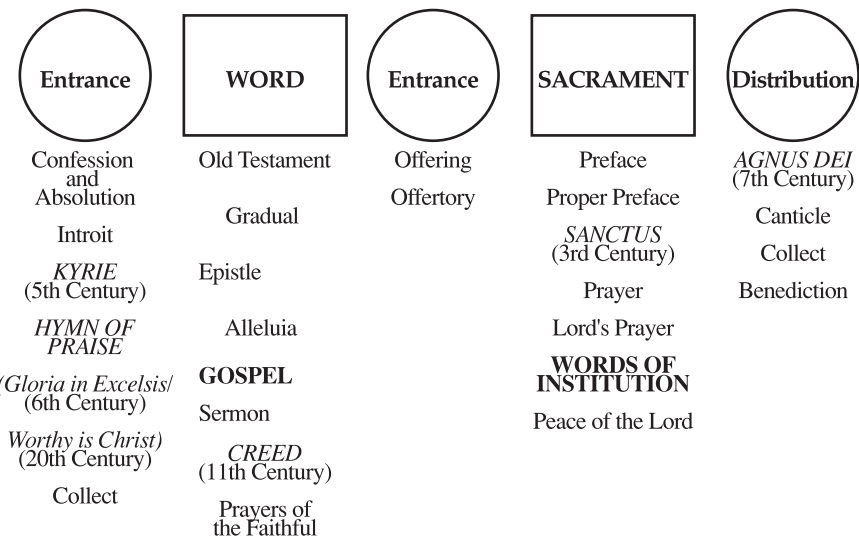 Entrance
Confession
and
Absolution
Introit
KYRIE
(5th Century)
HYMN OF
PRAISE
(Gloria in Excelsis/
(6th Century)
Worthy is Christ)
(20th Century)
Collect
WORD
Old Testament
Gradual
Epistle
Alleluia
GOSPEL
Sermon
CREED
(11th Century)
Prayers of
the Faithful
Entrance
Offering
Offertory
SACRAMENT
Preface
Proper Preface
SANCTUS
(3rd Century)
Prayer
Lord's Prayer
WORDS OF
INSTITUTION
Peace of the Lord
Distribution
AGNUS DEI
(7th Century)
Canticle
Collect
Benediction